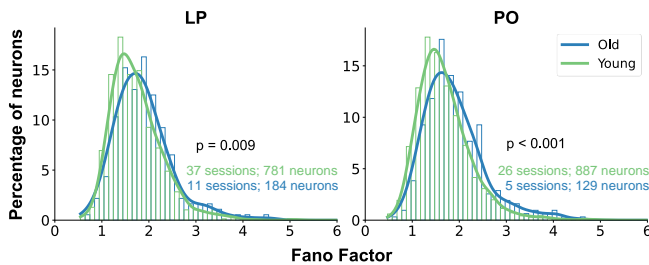 LP
PO
Percentage of neurons
15
10
5
0
p = 0.009
37 sessions; 781 neurons
11 sessions; 184 neurons
0 1 2 3 4 5 6
15
10
5
0
Old
Young
p < 0.001
26 sessions; 887 neurons
5 sessions; 129 neurons
0 1 2 3 4 5 6
Fano Factor